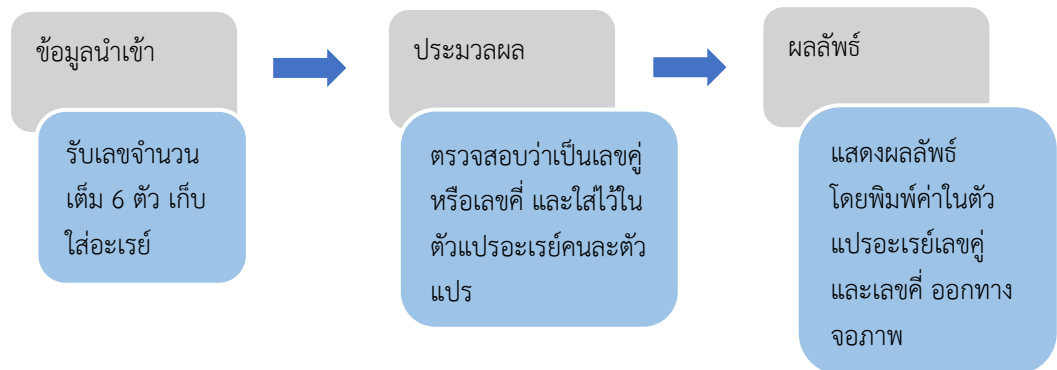 ข้อมูลนำเข้า
รับเลขจำนวน
เต็ม 6 ตัว เก็บ
ใส่อะเรย์
ประมวลผล
ตรวจสอบว่าเป็นเลขคู่
หรือเลขคี่ และใส่ไว้ใน
ตัวแปรอะเรย์คนละตัว
แปร
ผลลัพธ์
แสดงผลลัพธ์
โดยพิมพ์ค่าในตัว
แปรอะเรย์เลขคู่
และเลขคี่ ออกทาง
จอภาพ